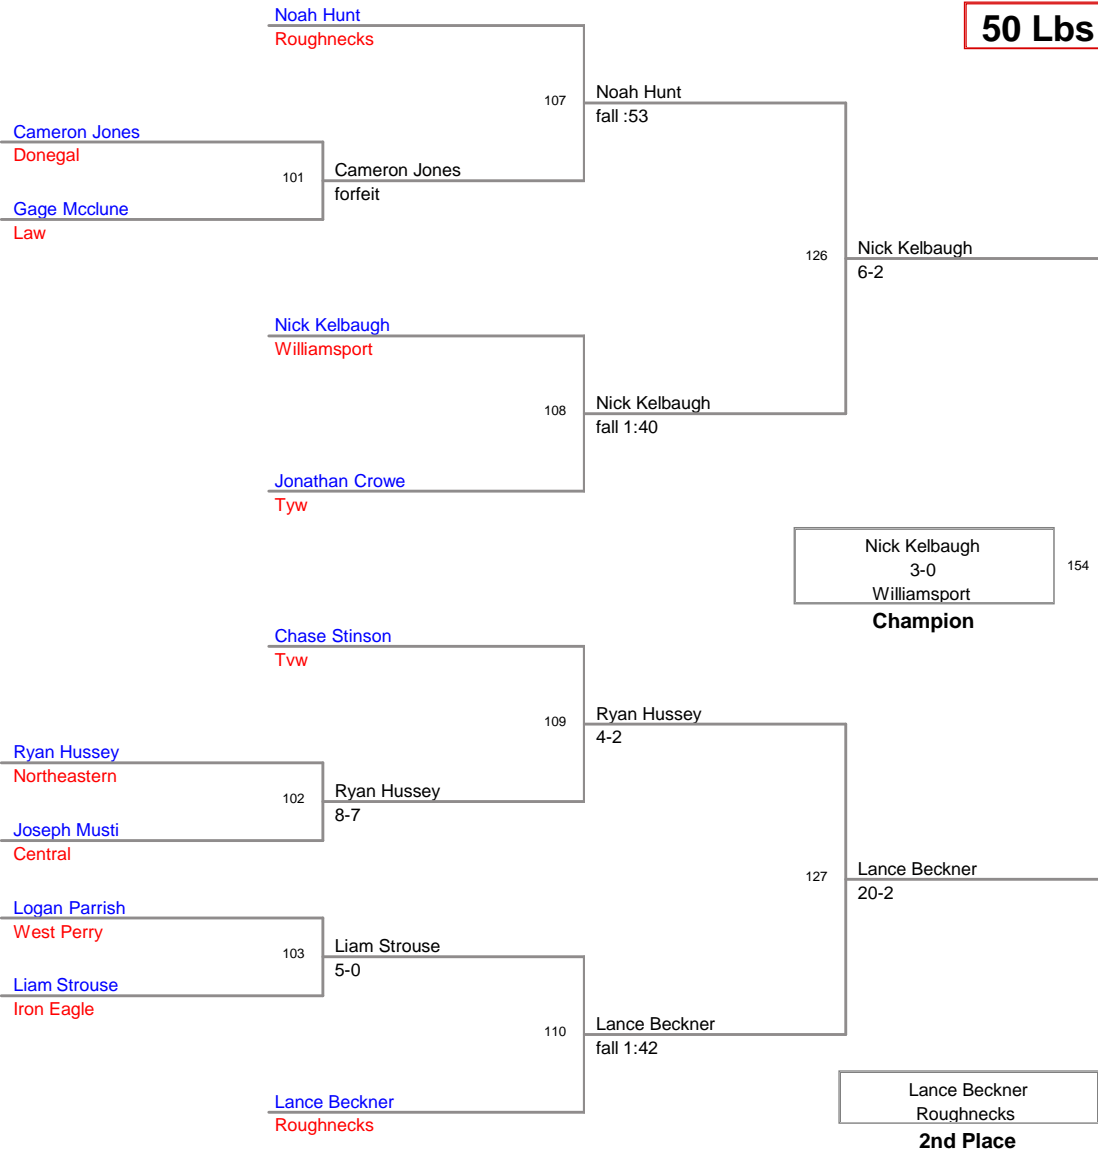 Noah Hunt
Roughnecks
50 Lbs
107
Noah Hunt
fall :53
Cameron Jones
Donegal
101
Cameron Jones
forfeit
Gage Mcclune
Law
126
Nick Kelbaugh
6-2
Nick Kelbaugh
Williamsport
108
Nick Kelbaugh
fall 1:40
Jonathan Crowe
Tyw
Nick Kelbaugh
3-0
Williamsport
154
Champion
Chase Stinson
Tvw
109
Ryan Hussey
4-2
Ryan Hussey
Northeastern
102
Ryan Hussey
8-7
Joseph Musti
Central
127
Lance Beckner
20-2
Logan Parrish
West Perry
103
Liam Strouse
5-0
Liam Strouse
Iron Eagle
110
Lance Beckner
fall 1:42
Lance Beckner
Roughnecks
Lance Beckner
Roughnecks
2nd Place